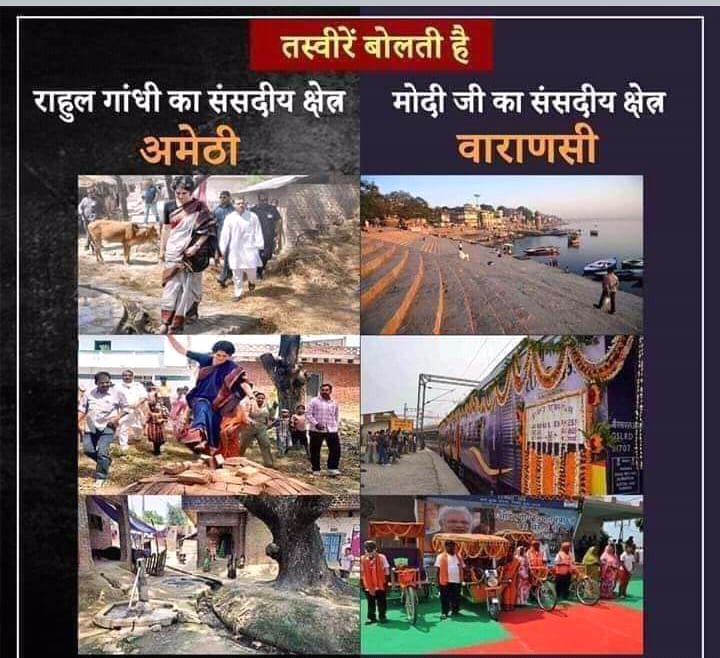 तस्वीरें बोलती है
राहुल गांधी का संसदीय क्षेत्र
अमेठी
मोदी जी का संसदीय क्षेत्र
वाराणसी